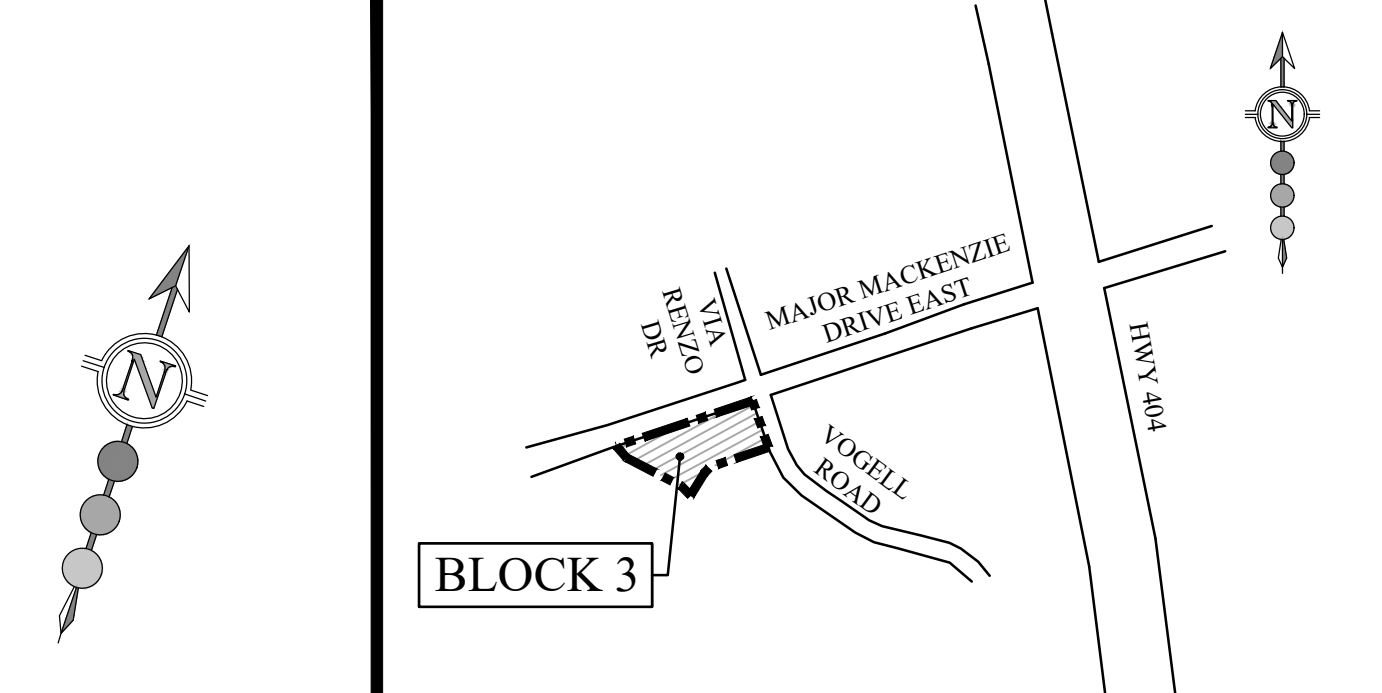 N
N
MAJOR MACKENZIE
DRIVE EAST
VIA
RENZO
DR
HWY 404
VOGELL
ROAD
BLOCK 3